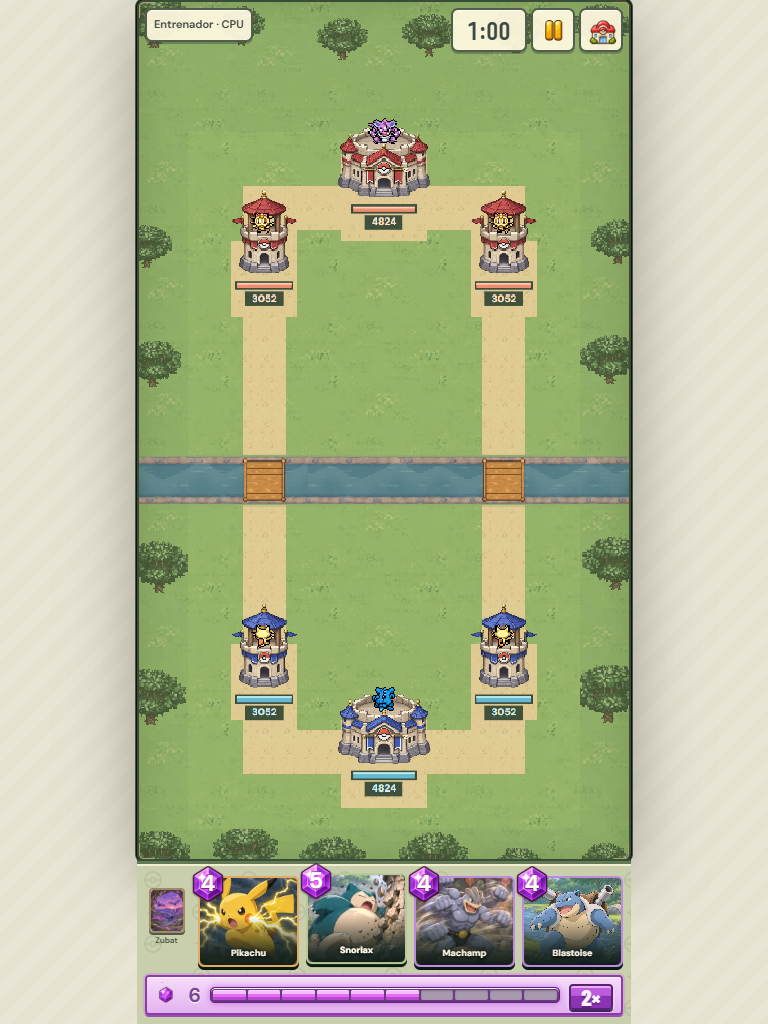 Entrenador · CPU
1:00
4824
3052
3052
3052
3052
4824
4
5
4
4
Zubat
Pikachu
Snorlax
Machamp
Blastoise
6
2×